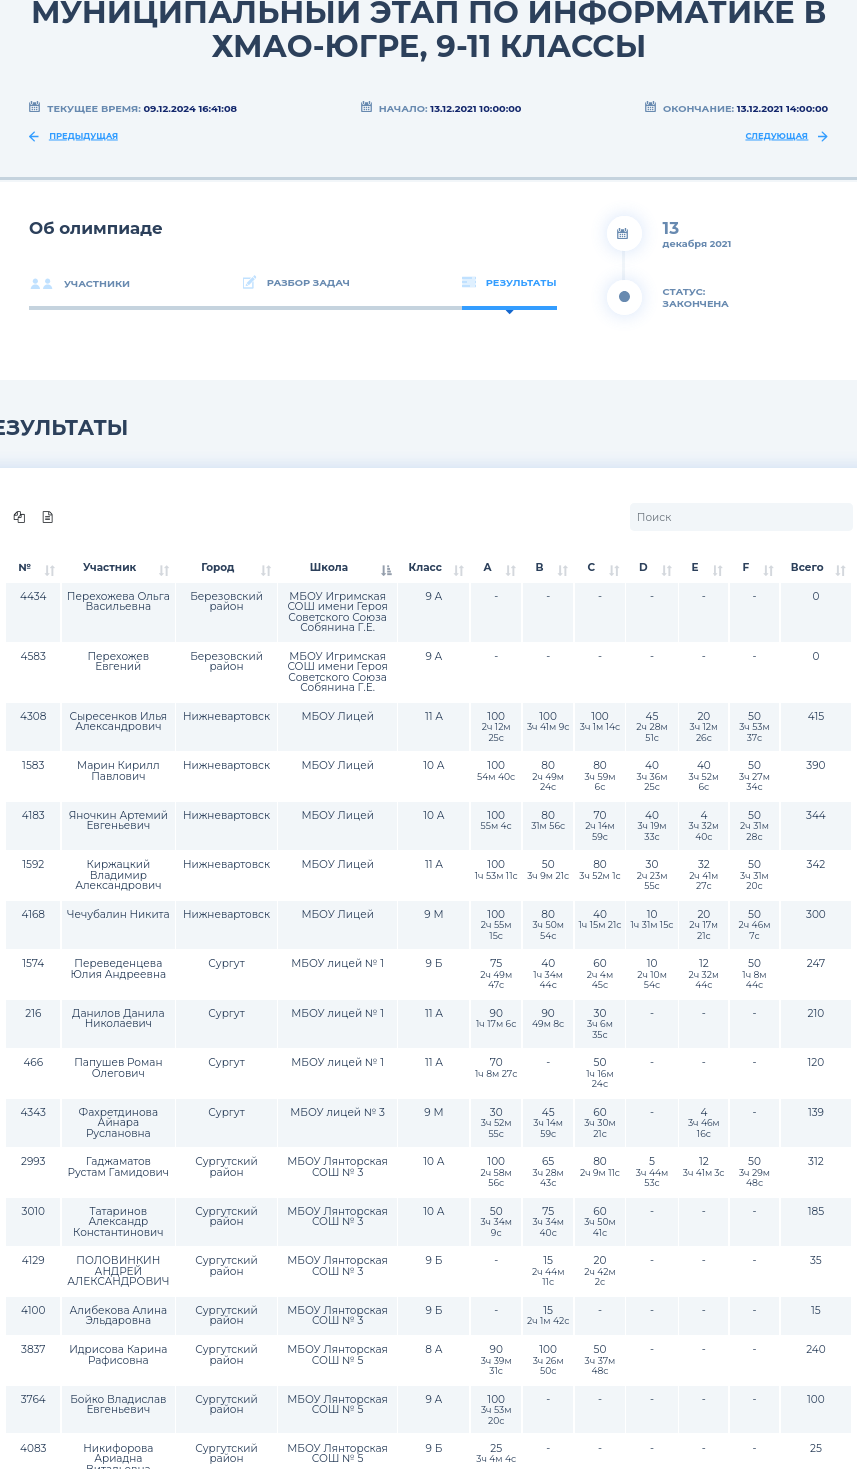 МУНИЦИПАЛЬНЫЙ ЭТАП ПО ИНФОРМАТИКЕ В
ХМАО-ЮГРЕ, 9-11 КЛАССЫ
ТЕКУЩЕЕ ВРЕМЯ: 09.12.2024 16:41:08 НАЧАЛО: 13.12.2021 10:00:00 ОКОНЧАНИЕ: 13.12.2021 14:00:00
ПРЕДЫДУЩАЯ СЛЕДУЮЩАЯ
Об олимпиаде
13
декабря 2021
УЧАСТНИКИ РАЗБОР ЗАДАЧ РЕЗУЛЬТАТЫ
СТАТУС:
ЗАКОНЧЕНА
ЕЗУЛЬТАТЫ
Поиск
№ Участник Город Школа Класс A B C D E F Всего
4434 Перехожева Ольга Березовский МБОУ Игримская 9 А - - - - - - 0
Васильевна район СОШ имени Героя
Советского Союза
Собянина Г.Е.
4583 Перехожев Березовский МБОУ Игримская 9 А - - - - - - 0
Евгений район СОШ имени Героя
Советского Союза
Собянина Г.Е.
4308 Сыресенков Илья Нижневартовск МБОУ Лицей 11 А 100 100 100 45 20 50 415
Александрович 2ч 12м 3ч 41м 9с 3ч 1м 14с 2ч 28м 3ч 12м 3ч 53м
25с 51с 26с 37с
1583 Марин Кирилл Нижневартовск МБОУ Лицей 10 А 100 80 80 40 40 50 390
Павлович 54м 40с 2ч 49м 3ч 59м 3ч 36м 3ч 52м 3ч 27м
24с 6с 25с 6с 34с
4183 Яночкин Артемий Нижневартовск МБОУ Лицей 10 А 100 80 70 40 4 50 344
Евгеньевич 55м 4с 31м 56с 2ч 14м 3ч 19м 3ч 32м 2ч 31м
59с 33с 40с 28с
1592 Киржацкий Нижневартовск МБОУ Лицей 11 А 100 50 80 30 32 50 342
Владимир 1ч 53м 11с 3ч 9м 21с 3ч 52м 1с 2ч 23м 2ч 41м 3ч 31м
Александрович 55с 27с 20с
4168 Чечубалин Никита Нижневартовск МБОУ Лицей 9 М 100 80 40 10 20 50 300
2ч 55м 3ч 50м 1ч 15м 21с 1ч 31м 15с 2ч 17м 2ч 46м
15с 54с 21с 7с
1574 Переведенцева Сургут МБОУ лицей № 1 9 Б 75 40 60 10 12 50 247
Юлия Андреевна 2ч 49м 1ч 34м 2ч 4м 2ч 10м 2ч 32м 1ч 8м
47с 44с 45с 54с 44с 44с
216 Данилов Данила Сургут МБОУ лицей № 1 11 А 90 90 30 - - - 210
Николаевич 1ч 17м 6с 49м 8с 3ч 6м
35с
466 Папушев Роман Сургут МБОУ лицей № 1 11 А 70 - 50 - - - 120
Олегович 1ч 8м 27с 1ч 16м
24с
4343 Фахретдинова Сургут МБОУ лицей № 3 9 М 30 45 60 - 4 - 139
Айнара 3ч 52м 3ч 14м 3ч 30м 3ч 46м
Руслановна 55с 59с 21с 16с
2993 Гаджаматов Сургутский МБОУ Лянторская 10 А 100 65 80 5 12 50 312
Рустам Гамидович район СОШ № 3 2ч 58м 3ч 28м 2ч 9м 11с 3ч 44м 3ч 41м 3с 3ч 29м
56с 43с 53с 48с
3010 Татаринов Сургутский МБОУ Лянторская 10 А 50 75 60 - - - 185
Александр район СОШ № 3 3ч 34м 3ч 34м 3ч 50м
Константинович 9с 40с 41с
4129 ПОЛОВИНКИН Сургутский МБОУ Лянторская 9 Б - 15 20 - - - 35
АНДРЕЙ район СОШ № 3 2ч 44м 2ч 42м
АЛЕКСАНДРОВИЧ 11с 2с
4100 Алибекова Алина Сургутский МБОУ Лянторская 9 Б - 15 - - - - 15
Эльдаровна район СОШ № 3 2ч 1м 42с
3837 Идрисова Карина Сургутский МБОУ Лянторская 8 А 90 100 50 - - - 240
Рафисовна район СОШ № 5 3ч 39м 3ч 26м 3ч 37м
31с 50с 48с
3764 Бойко Владислав Сургутский МБОУ Лянторская 9 А 100 - - - - - 100
Евгеньевич район СОШ № 5 3ч 53м
20с
4083 Никифорова Сургутский МБОУ Лянторская 9 Б 25 - - - - - 25
Ариадна район СОШ № 5 3ч 4м 4с